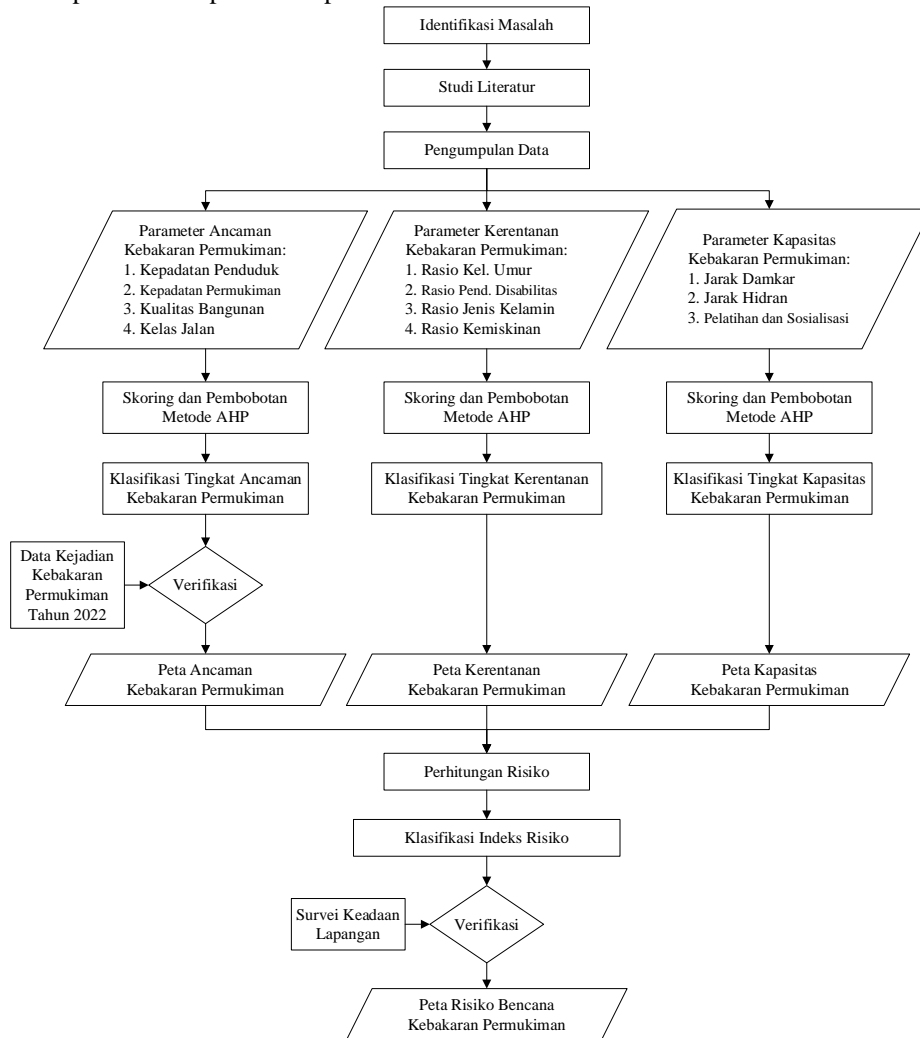 Identifikasi Masalah
Studi Literatur
Pengumpulan Data
Parameter Ancaman
Kebakaran Permukiman:
1. Kepadatan Penduduk
2. Kepadatan Permukiman
3. Kualitas Bangunan
4. Kelas Jalan
Parameter Kerentanan
Kebakaran Permukiman:
1. Rasio Kel. Umur
2. Rasio Pend. Disabilitas
3. Rasio Jenis Kelamin
4. Rasio Kemiskinan
Parameter Kapasitas
Kebakaran Permukiman:
1. Jarak Damkar
2. Jarak Hidran
3. Pelatihan dan Sosialisasi
Skoring dan Pembobotan
Metode AHP
Skoring dan Pembobotan
Metode AHP
Skoring dan Pembobotan
Metode AHP
Klasifikasi Tingkat Ancaman
Kebakaran Permukiman
Klasifikasi Tingkat Kerentanan
Kebakaran Permukiman
Klasifikasi Tingkat Kapasitas
Kebakaran Permukiman
Data Kejadian
Kebakaran
Permukiman
Tahun 2022
Verifikasi
Peta Ancaman
Kebakaran Permukiman
Peta Kerentanan
Kebakaran Permukiman
Peta Kapasitas
Kebakaran Permukiman
Perhitungan Risiko
Klasifikasi Indeks Risiko
Survei Keadaan
Lapangan
Verifikasi
Peta Risiko Bencana
Kebakaran Permukiman